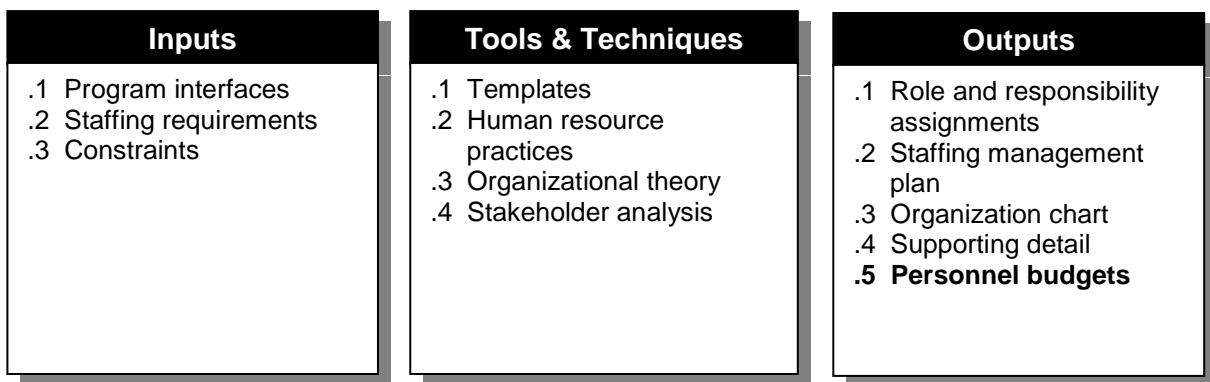 Inputs
.1 Program interfaces
.2 Staffing requirements
.3 Constraints
Tools & Techniques
.1 Templates
.2 Human resource
practices
.3 Organizational theory
.4 Stakeholder analysis
Outputs
.1 Role and responsibility
assignments
.2 Staffing management
plan
.3 Organization chart
.4 Supporting detail
.5 Personnel budgets